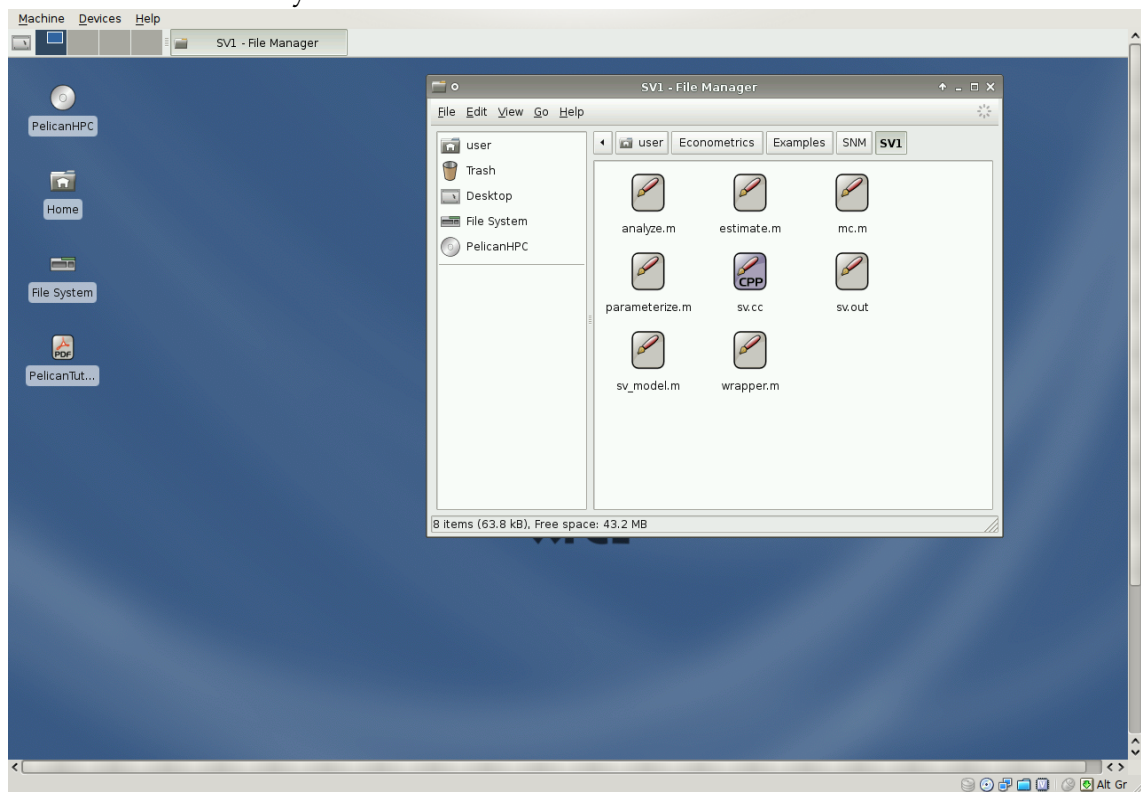 Machine Devices Help
SV1 - File Manager
PelicanHPC
Home
File System
PDF
PelicanTut...
SV1 - File Manager
File Edit View Go Help
user
Trash
Desktop
File System
PelicanHPC
user Econometrics Examples SNM SV1
analyze.m estimate.m mc.m
CPP
parameterize.m sv.cc sv.out
sv_model.m wrapper.m
8 items (63.8 kB), Free space: 43.2 MB
Alt Gr